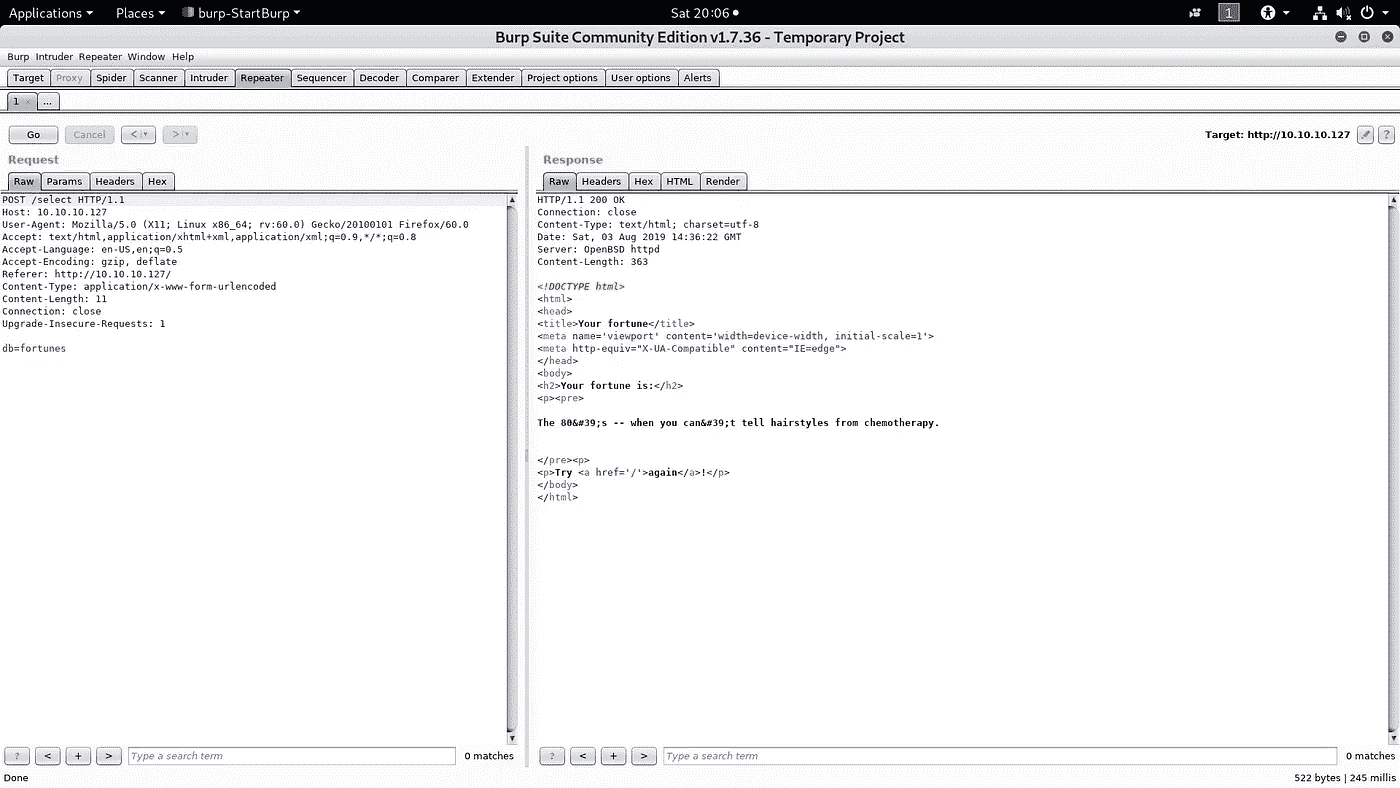 Applications Places burp-StartBurp Sat 20:06 1
Burp Suite Community Edition v1.7.36 - Temporary Project
Burp Intruder Repeater Window Help
Target Proxy Spider Scanner Intruder Repeater Sequencer Decoder Comparer Extender Project options User options Alerts
1 × ...
Go Cancel < > Target: http://10.10.10.127 ?
Request
Raw Params Headers Hex
POST /select HTTP/1.1
Host: 10.10.10.127
User-Agent: Mozilla/5.0 (X11; Linux x86_64; rv:60.0) Gecko/20100101 Firefox/60.0
Accept: text/html,application/xhtml+xml,application/xml;q=0.9,*/*;q=0.8
Accept-Language: en-US,en;q=0.5
Accept-Encoding: gzip, deflate
Referer: http://10.10.10.127/
Content-Type: application/x-www-form-urlencoded
Content-Length: 11
Connection: close
Upgrade-Insecure-Requests: 1
db=fortunes
? < + > Type a search term 0 matches
Response
Raw Headers Hex HTML Render
HTTP/1.1 200 OK
Connection: close
Content-Type: text/html; charset=utf-8
Date: Sat, 03 Aug 2019 14:36:22 GMT
Server: OpenBSD httpd
Content-Length: 363
<!DOCTYPE html>
<html>
<head>
<title>Your fortune</title>
<meta name='viewport' content='width=device-width, initial-scale=1'>
<meta http-equiv="X-UA-Compatible" content="IE=edge">
</head>
<body>
<h2>Your fortune is:</h2>
<p><pre>
The 80&#39;s -- when you can&#39;t tell hairstyles from chemotherapy.
</pre><p>
<p>Try <a href='/'>again</a>!</p>
</body>
</html>
? < + > Type a search term 0 matches
Done 522 bytes | 245 millis